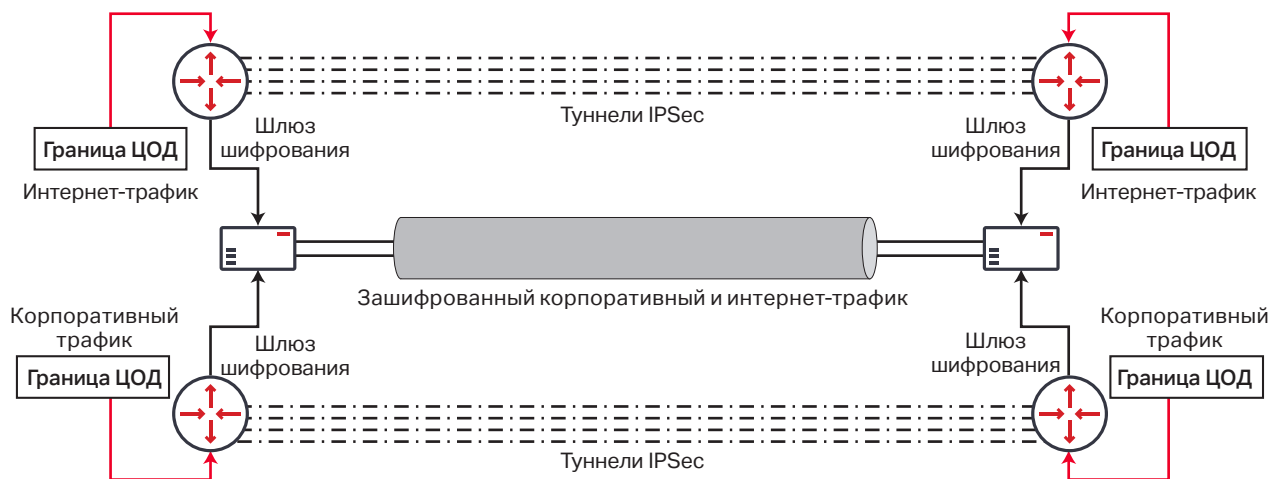 Туннели IPSec
Шлюз
шифрования
Шлюз
шифрования
Граница ЦОД
Граница ЦОД
Интернет-трафик
Интернет-трафик
Зашифрованный корпоративный и интернет-трафик
Корпоративный
трафик
Корпоративный
трафик
Шлюз
шифрования
Шлюз
шифрования
Граница ЦОД
Граница ЦОД
Туннели IPSec